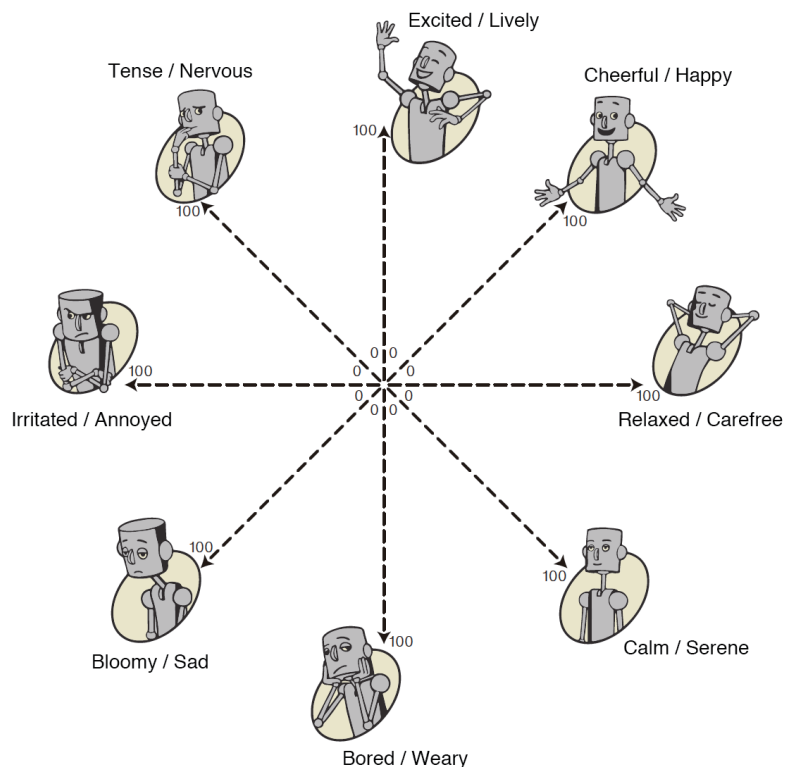 Excited / Lively
Tense / Nervous
Cheerful / Happy
100
100
100
0 0
0 0
100
100
0 0
0 0
Irritated / Annoyed
Relaxed / Carefree
100
100
100
Bloomy / Sad
Calm / Serene
Bored / Weary